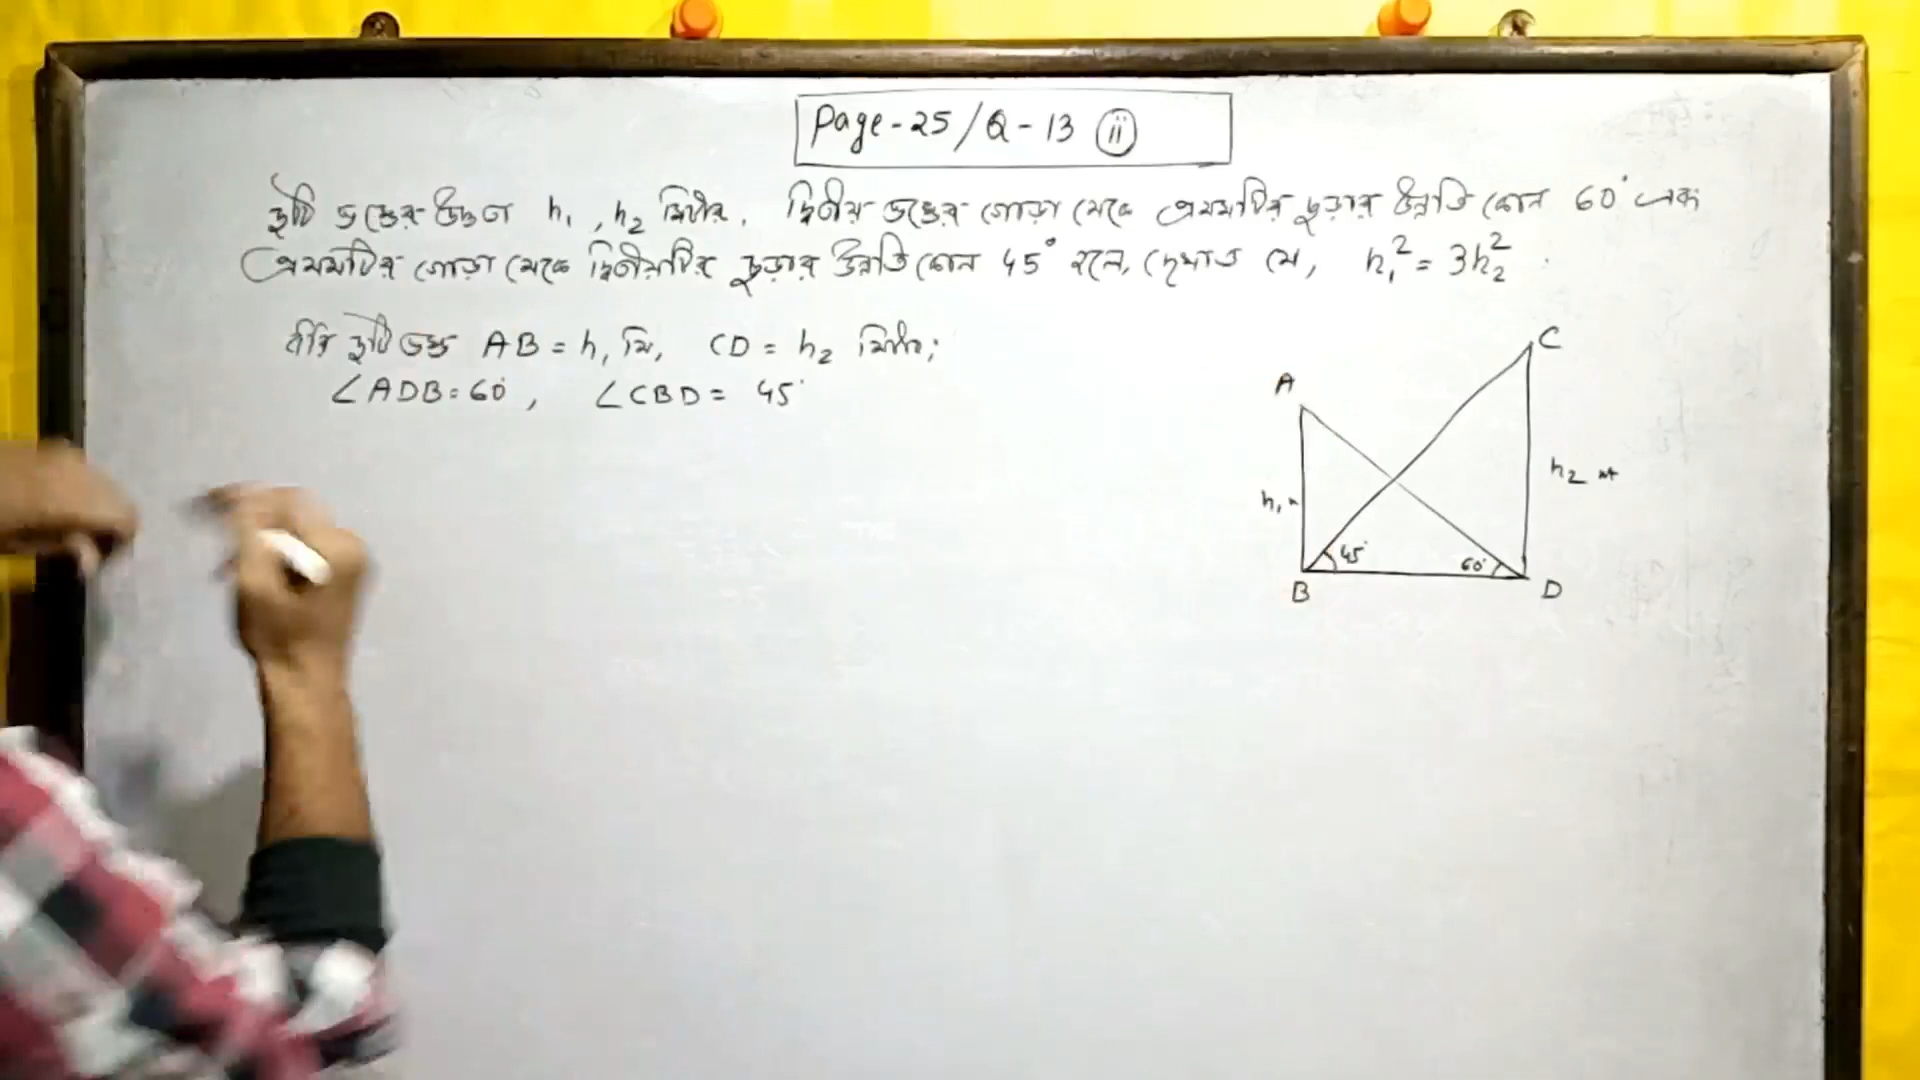 Page-25/Q-13 (ii)
দুটি স্তম্ভের উচ্চতা h₁, h₂ মিটার. দ্বিতীয় স্তম্ভের গোড়া থেকে প্রথমটির চূড়ার উন্নতি কোন 60° এবং
প্রথমটির গোড়া থেকে দ্বিতীয়টির চূড়ার উন্নতি কোন 45° হলে, দেখাও যে, h₁² = 3h₂²
ধরি দুটি স্তম্ভ AB = h₁ মি, CD = h₂ মিটার;
∠ADB = 60°, ∠CBD = 45°
C
A
h₂
h₁
45°
60°
B
D